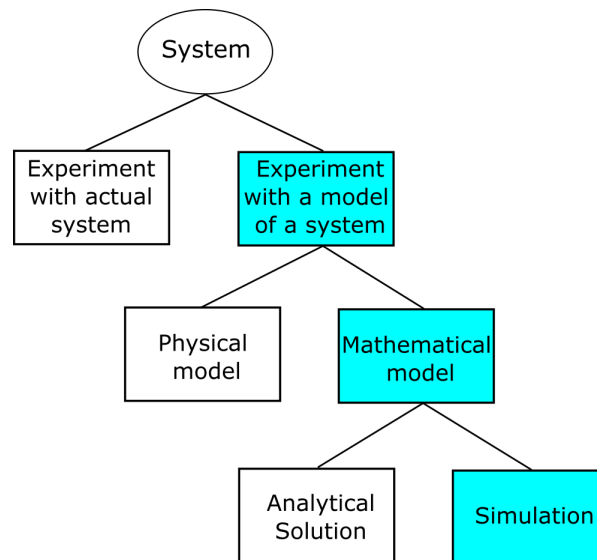 System
Experiment
with actual
system
Experiment
with a model
of a system
Physical
model
Mathematical
model
Analytical
Solution
Simulation